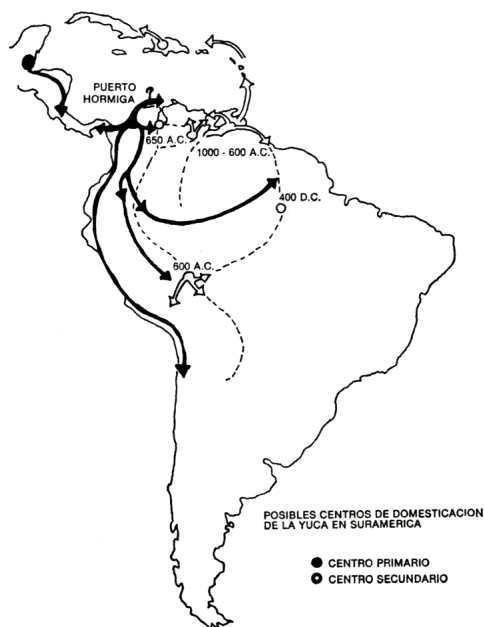 PUERTO
HORMIGA
?
650 A.C.
1000 - 600 A.C.
400 D.C.
600 A.C.
POSIBLES CENTROS DE DOMESTICACION
DE LA YUCA EN SURAMERICA
CENTRO PRIMARIO
CENTRO SECUNDARIO